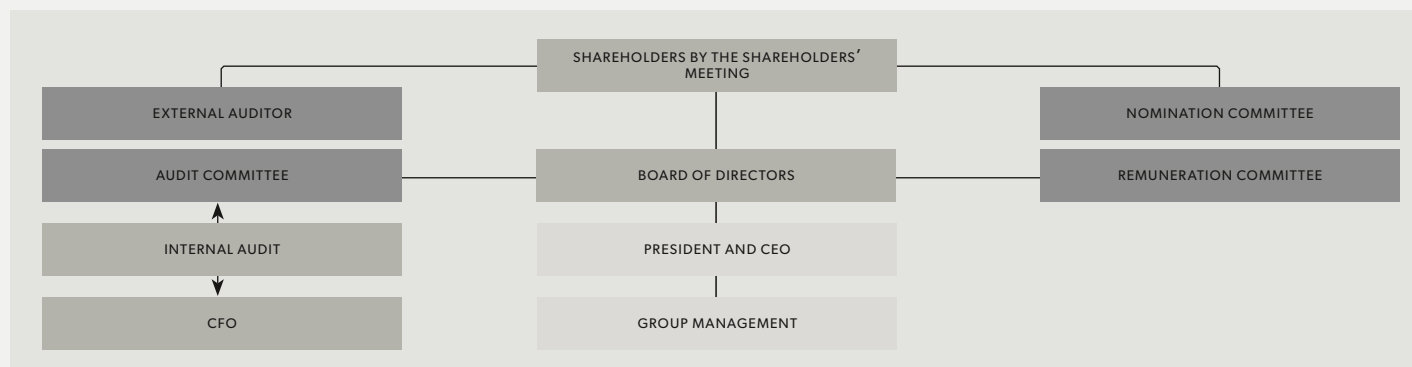 SHAREHOLDERS BY THE SHAREHOLDERS’
MEETING
EXTERNAL AUDITOR
NOMINATION COMMITTEE
AUDIT COMMITTEE
BOARD OF DIRECTORS
REMUNERATION COMMITTEE
INTERNAL AUDIT
PRESIDENT AND CEO
CFO
GROUP MANAGEMENT